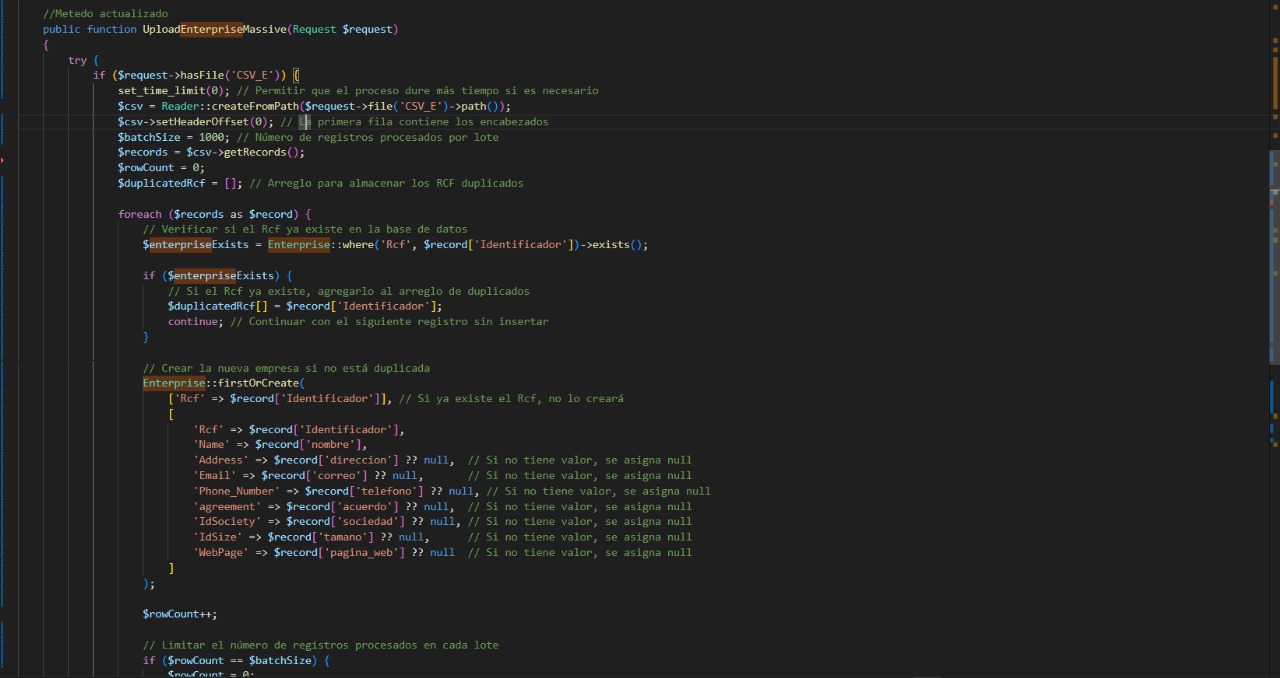 //Metedo actualizado
public function UploadEnterpriseMassive(Request $request)
{
try {
if ($request->hasFile('CSV_E')) {
set_time_limit(0); // Permitir que el proceso dure más tiempo si es necesario
$csv = Reader::createFromPath($request->file('CSV_E')->path());
$csv->setHeaderOffset(0); // La primera fila contiene los encabezados
$batchSize = 1000; // Número de registros procesados por lote
$records = $csv->getRecords();
$rowCount = 0;
$duplicatedRcf = []; // Arreglo para almacenar los RCF duplicados
foreach ($records as $record) {
// Verificar si el Rcf ya existe en la base de datos
$enterpriseExists = Enterprise::where('Rcf', $record['Identificador'])->exists();
if ($enterpriseExists) {
// Si el Rcf ya existe, agregarlo al arreglo de duplicados
$duplicatedRcf[] = $record['Identificador'];
continue; // Continuar con el siguiente registro sin insertar
}
// Crear la nueva empresa si no está duplicada
Enterprise::firstOrCreate(
['Rcf' => $record['Identificador']], // Si ya existe el Rcf, no lo creará
[
'Rcf' => $record['Identificador'],
'Name' => $record['nombre'],
'Address' => $record['direccion'] ?? null, // Si no tiene valor, se asigna null
'Email' => $record['correo'] ?? null, // Si no tiene valor, se asigna null
'Phone_Number' => $record['telefono'] ?? null, // Si no tiene valor, se asigna null
'agreement' => $record['acuerdo'] ?? null, // Si no tiene valor, se asigna null
'IdSociety' => $record['sociedad'] ?? null, // Si no tiene valor, se asigna null
'IdSize' => $record['tamano'] ?? null, // Si no tiene valor, se asigna null
'WebPage' => $record['pagina_web'] ?? null // Si no tiene valor, se asigna null
]
);
$rowCount++;
// Limitar el número de registros procesados en cada lote
if ($rowCount == $batchSize) {
$rowCount = 0;